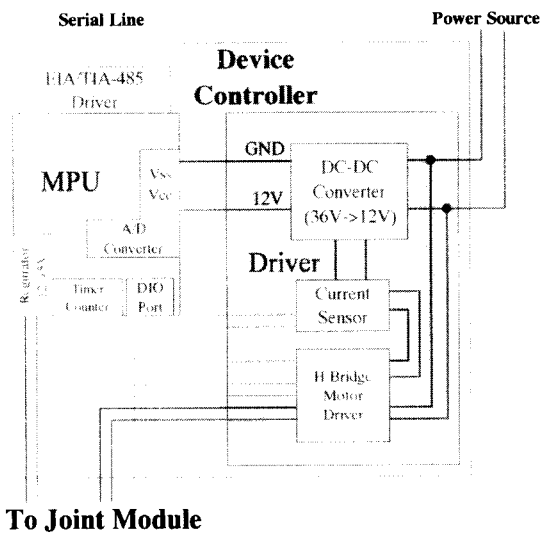 Serial Line
Power Source
Device
Controller
EIA/TIA-485
Driver
MPU
Vss
Vcc
A/D
Converter
Timer
Counter
DIO
Port
GND
12V
DC-DC
Converter
(36V->12V)
Driver
Current
Sensor
H Bridge
Motor
Driver
To Joint Module